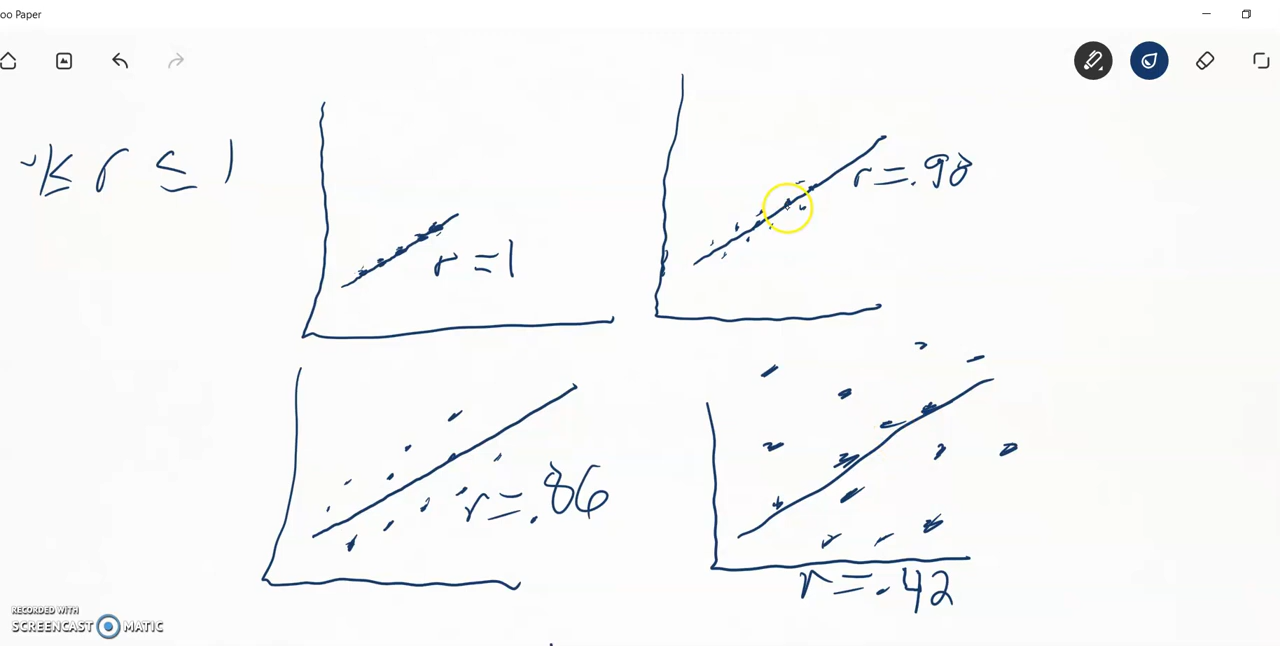 oo Paper
-1 ≤ r ≤ 1
r = 1
r = .98
r = .86
r = .42
RECORDED WITH
SCREENCAST MATIC